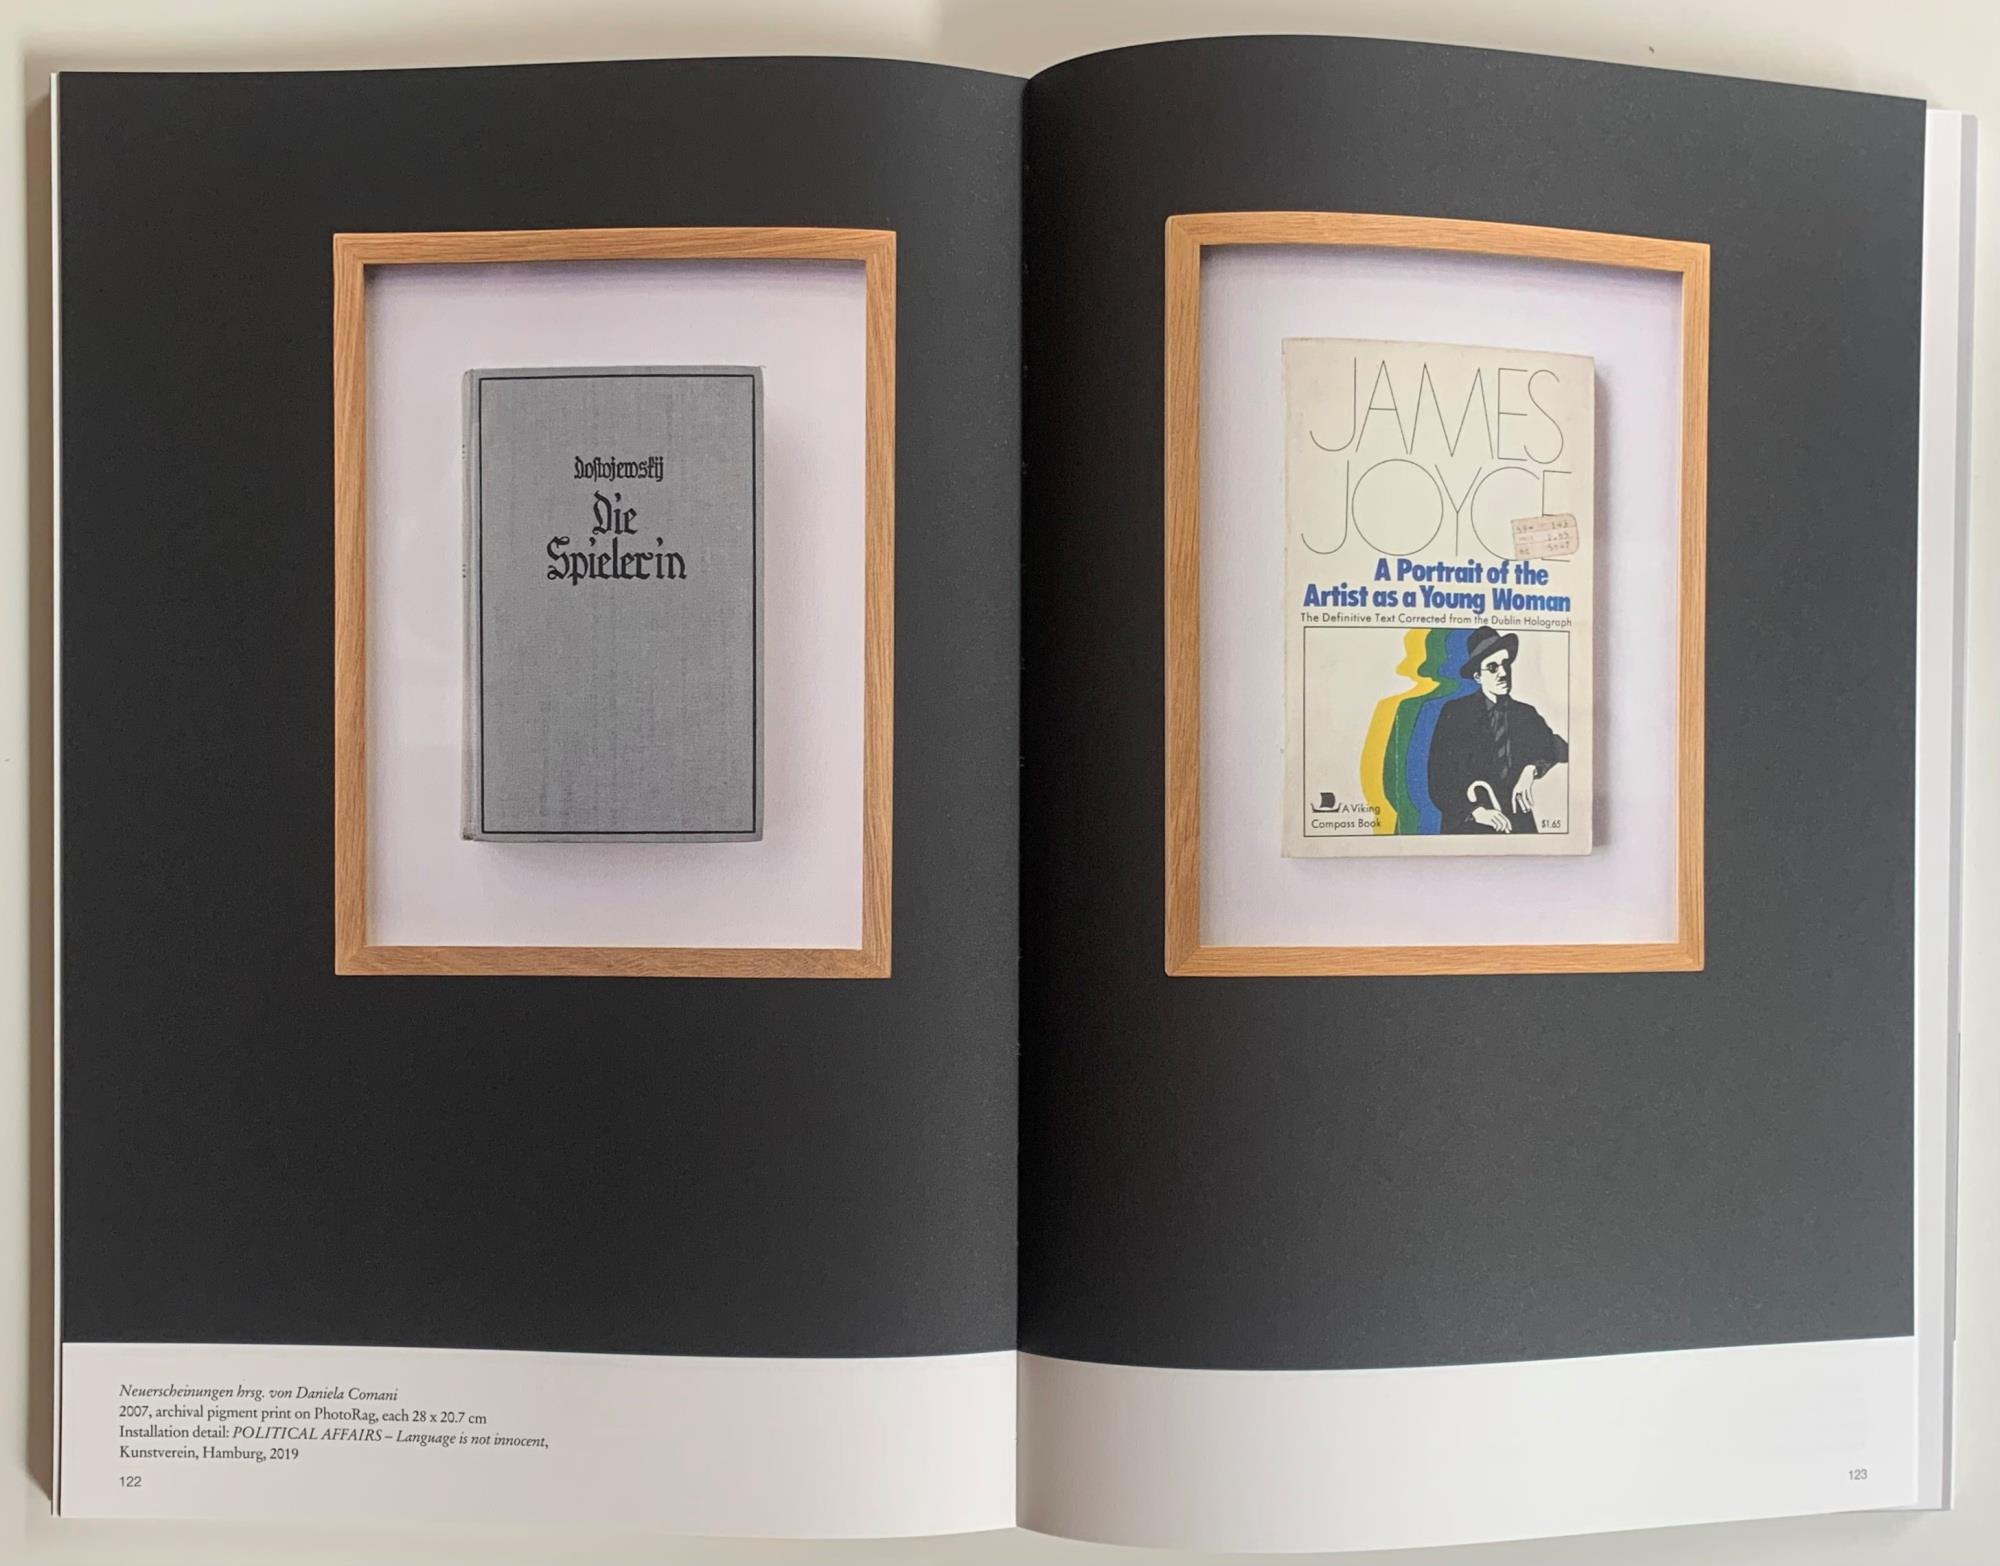 Dostojewskij
Die
Spielerin
Neuerscheinungen hrsg. von Daniela Comani
2007, archival pigment print on PhotoRag, each 28 x 20.7 cm
Installation detail: POLITICAL AFFAIRS – Language is not innocent,
Kunstverein, Hamburg, 2019
122
JAMES
JOYCE
A Portrait of the
Artist as a Young Woman
The Definitive Text Corrected from the Dublin Holograph
A Viking
Compass Book
$1.65
123